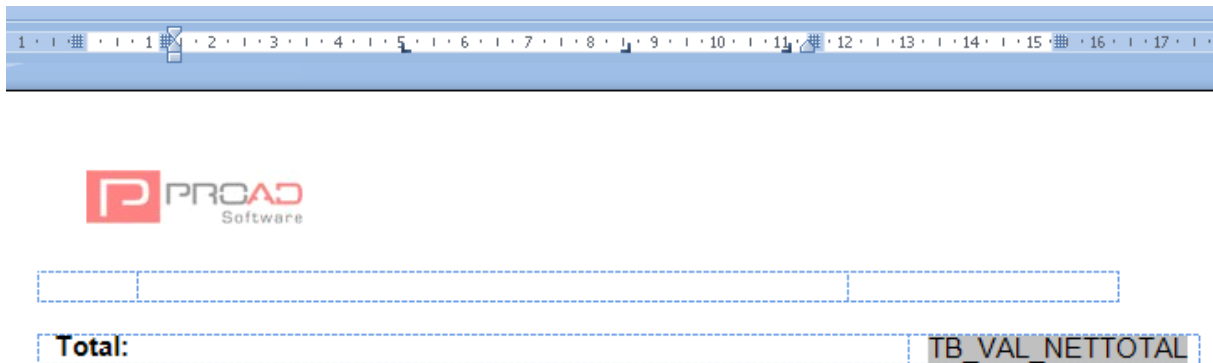 1 1 2 3 4 5 6 7 8 9 10 11 12 13 14 15 16 17
PROAD
Software
Total: TB_VAL_NETTOTAL